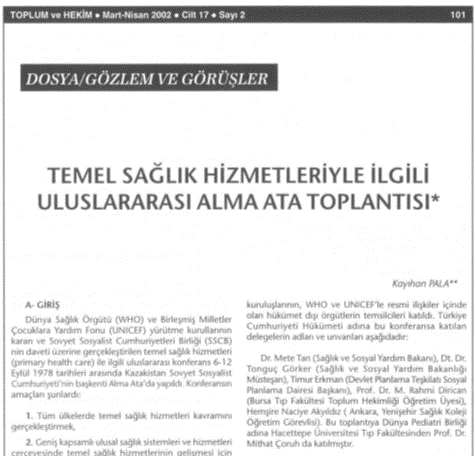 TOPLUM ve HEKİM • Mart-Nisan 2002 • Cilt 17 • Sayı 2 101
DOSYA/GÖZLEM VE GÖRÜŞLER
TEMEL SAĞLIK HİZMETLERİYLE İLGİLİ
ULUSLARARASI ALMA ATA TOPLANTISI*
Kayıhan PALA**
A- GİRİŞ
Dünya Sağlık Örgütü (WHO) ve Birleşmiş Milletler
Çocuklara Yardım Fonu (UNICEF) yürütme kurullarının
kararı ve Sovyet Sosyalist Cumhuriyetleri Birliği (SSCB)
nin daveti üzerine gerçekleştirilen temel sağlık hizmetleri
(primary health care) ile ilgili uluslararası konferans 6-12
Eylül 1978 tarihleri arasında Kazakistan Sovyet Sosyalist
Cumhuriyeti'nin başkenti Alma Ata'da yapıldı. Konferansın
amaçları şunlardı:
1. Tüm ülkelerde temel sağlık hizmetleri kavramını
gerçekleştirmek,
2. Geniş kapsamlı ulusal sağlık sistemleri ve hizmetleri
çerçevesinde temel sağlık hizmetlerinin gelişmesi için
kuruluşlarının, WHO ve UNICEF'le resmi ilişkiler içinde
olan hükümet dışı örgütlerin temsilcileri katıldı. Türkiye
Cumhuriyeti Hükümeti adına bu konferansa katılan
delegelerin adları ve unvanları aşağıdadır:
Dr. Mete Tan (Sağlık ve Sosyal Yardım Bakanı), Dt. Dr.
Tonguç Görker (Sağlık ve Sosyal Yardım Bakanlığı
Müsteşarı), Timur Erkman (Devlet Planlama Teşkilatı Sosyal
Planlama Dairesi Başkanı), Prof. Dr. M. Rahmi Dirican
(Bursa Tıp Fakültesi Toplum Hekimliği Öğretim Üyesi),
Hemşire Naciye Akyıldız ( Ankara, Yenişehir Sağlık Koleji
Öğretim Görevlisi). Bu toplantıya Dünya Pediatri Birliği
adına Hacettepe Üniversitesi Tıp Fakültesinden Prof. Dr.
Mithat Çoruh da katılmıştır.